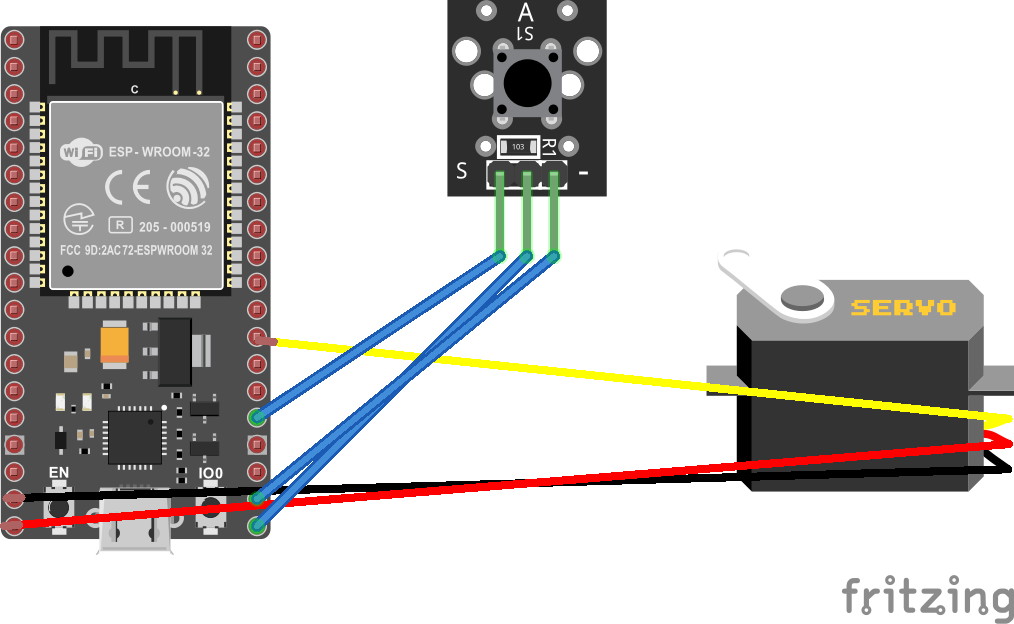 A
S1
C
WiFi
ESP - WROOM-32
103
R1
S
-
CE
R
205 - 000519
FCC 9D:2AC72-ESPWROOM 32
SERVO
EN
IO0
fritzing